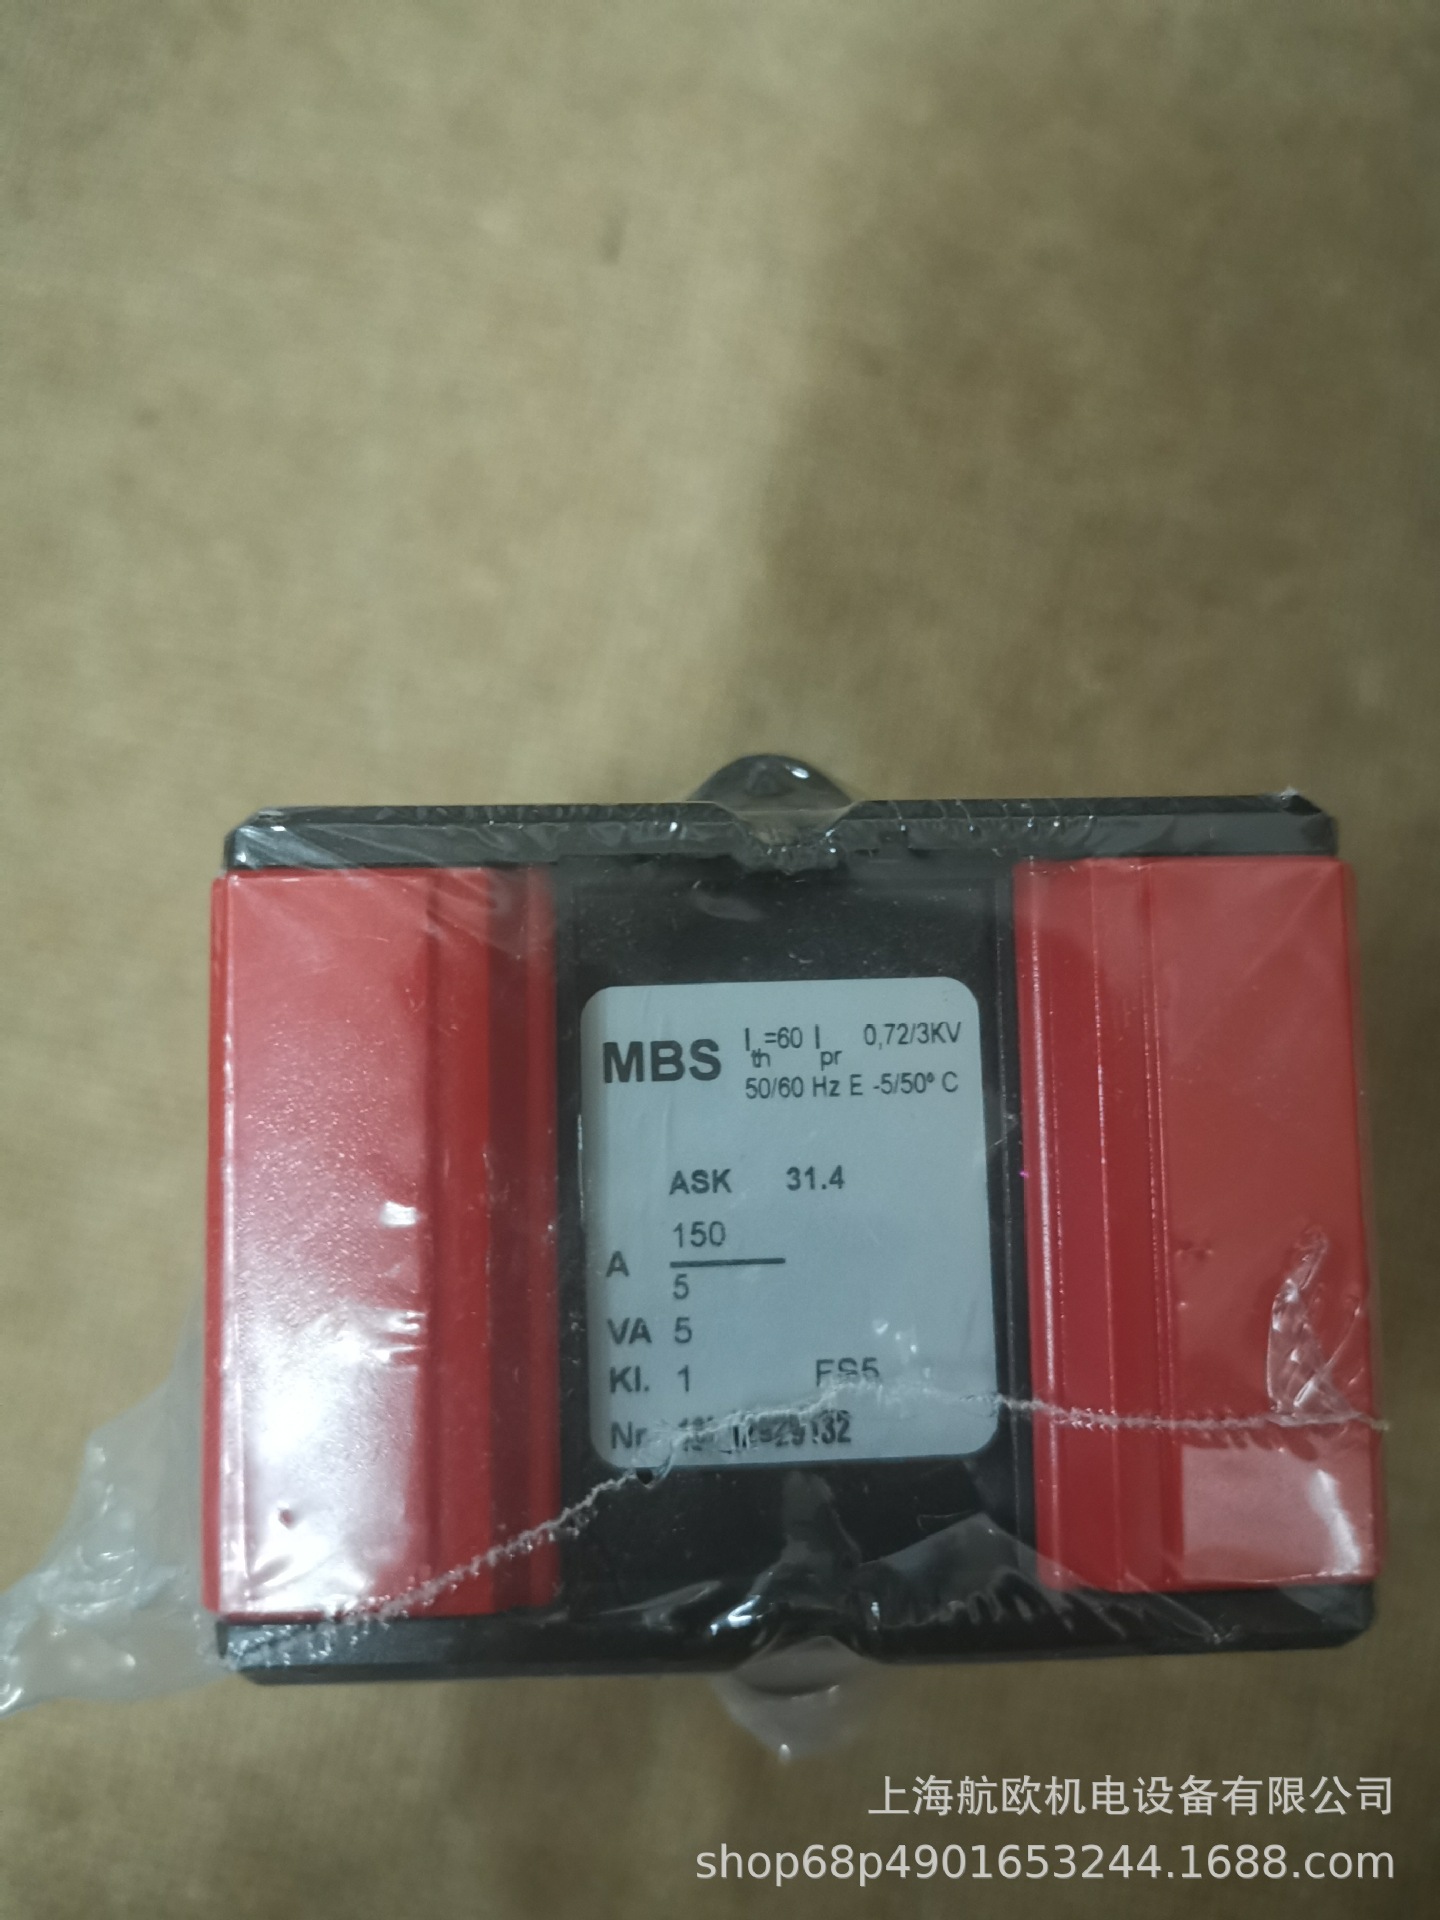 MBS
Ith=60 Ipr 0,72/3KV
50/60 Hz E -5/50° C
ASK 31.4
A 150/5
VA 5
Kl. 1 FS5
Nr.
上海航欧机电设备有限公司
shop68p4901653244.1688.com